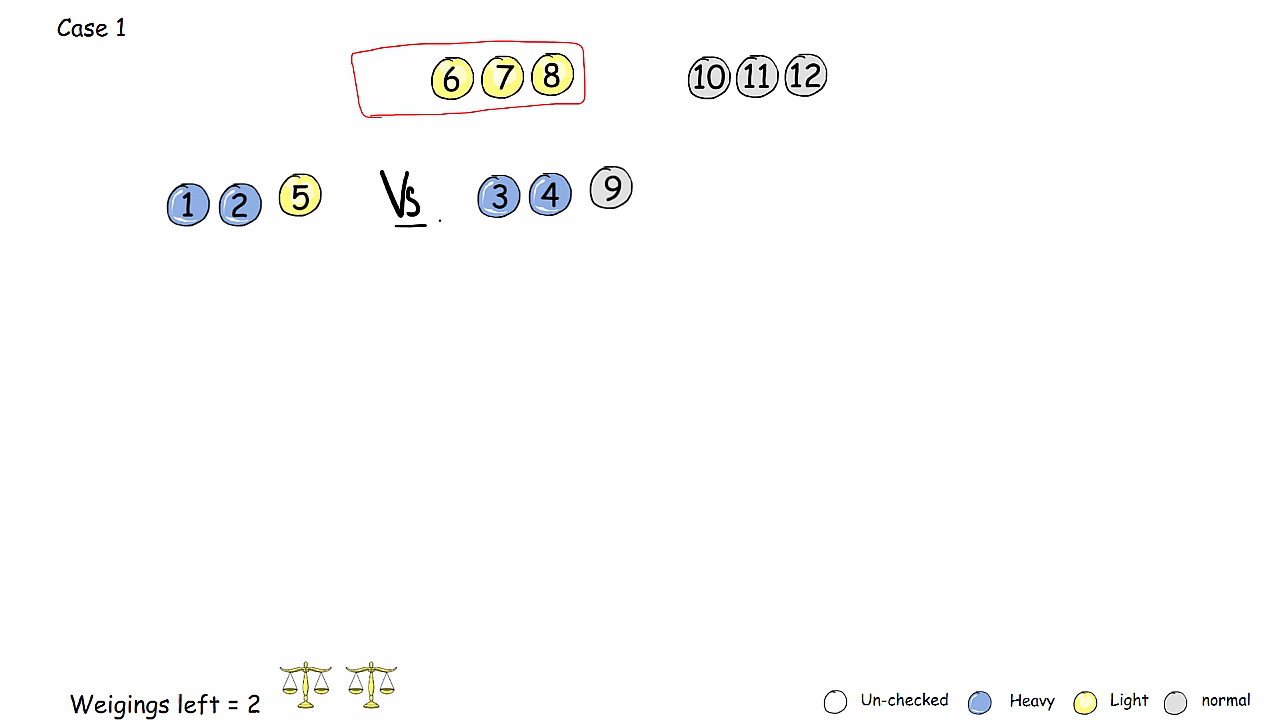 Case 1
6 7 8 10 11 12
1 2 5 Vs 3 4 9
Weighings left = 2
Un-checked Heavy Light normal